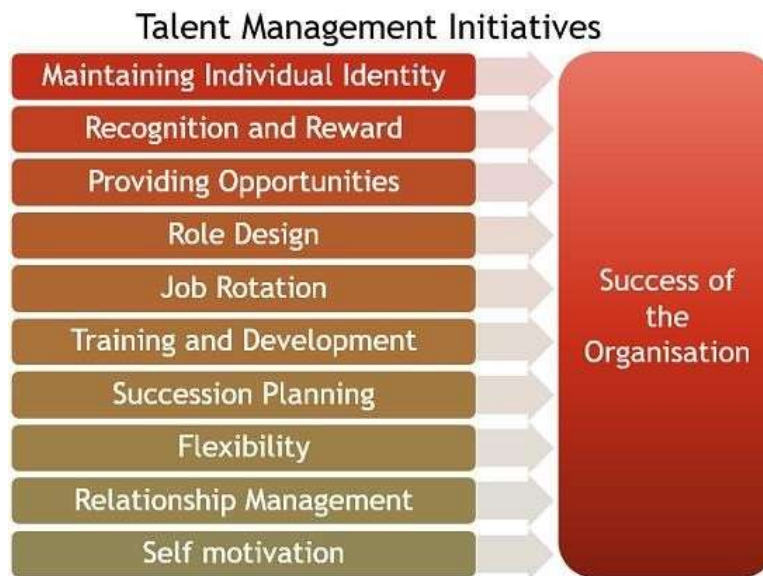 Talent Management Initiatives
Maintaining Individual Identity
Recognition and Reward
Providing Opportunities
Role Design
Job Rotation
Training and Development
Succession Planning
Flexibility
Relationship Management
Self motivation
Success of
the
Organisation